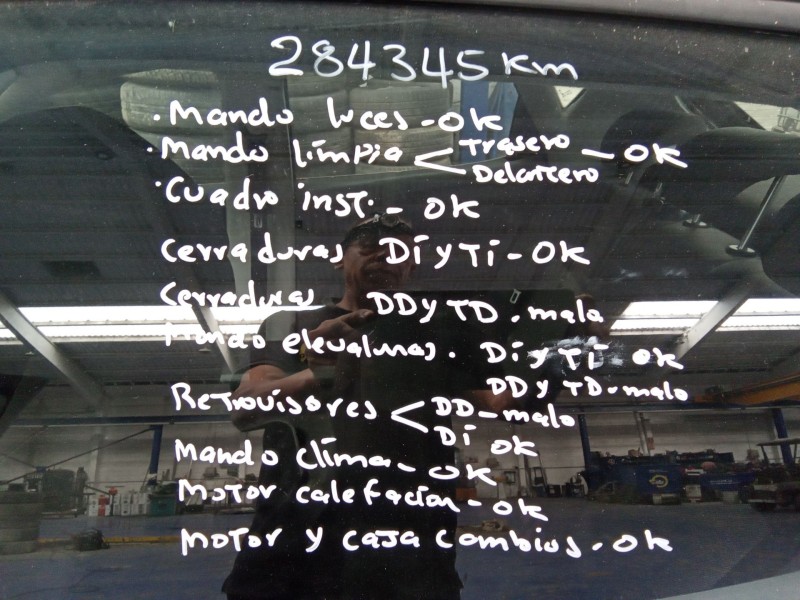 284345 Km
· Mando luces - OK
· Mando limpia < Trasero - OK
Delantero
· Cuadro inst. - OK
Cerraduras Di y Ti - OK
Cerraduras DD y TD . mala
Mando elevalunas . Di y Ti OK
DD y TD - malo
Retrovisores < DD - malo
Di OK
Mando clima - OK
Motor calefacion - OK
Motor y caja cambios . OK